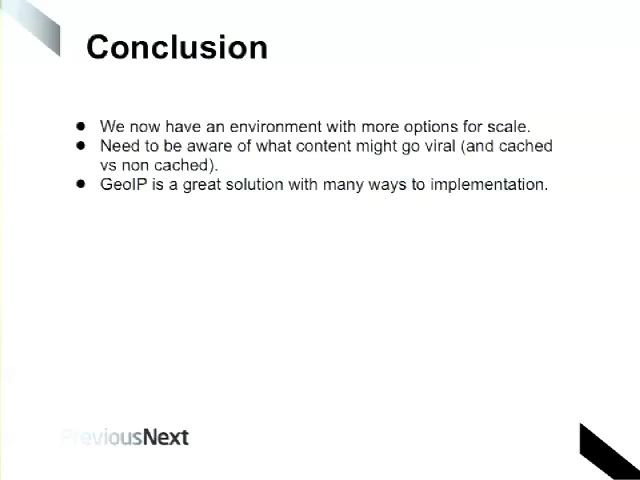 Conclusion
● We now have an environment with more options for scale.
● Need to be aware of what content might go viral (and cached
vs non cached).
● GeoIP is a great solution with many ways to implementation.
PreviousNext